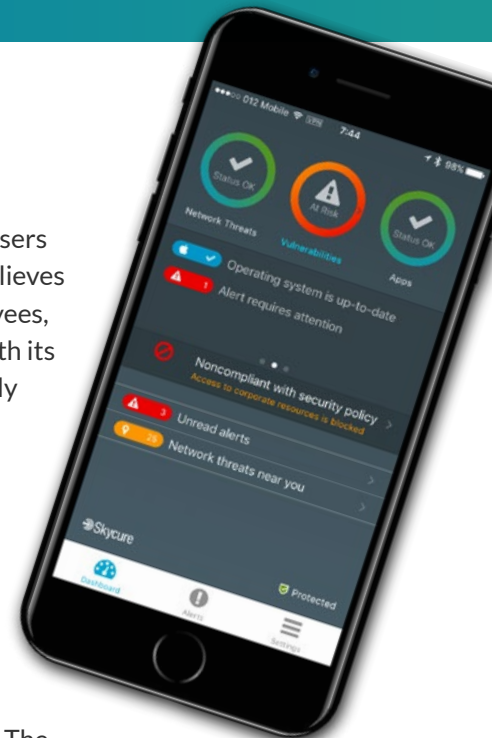 sers
lieves
yees,
th its
ly
The
012 Mobile VPN 7:44 98%
Status OK
At Risk
Status OK
Network Threats
Vulnerabilities
Apps
Operating system is up-to-date
1 Alert requires attention
Noncompliant with security policy
Access to corporate resources is blocked
3 Unread alerts
25 Network threats near you
Skycure
Protected
Dashboard
Alerts
Settings